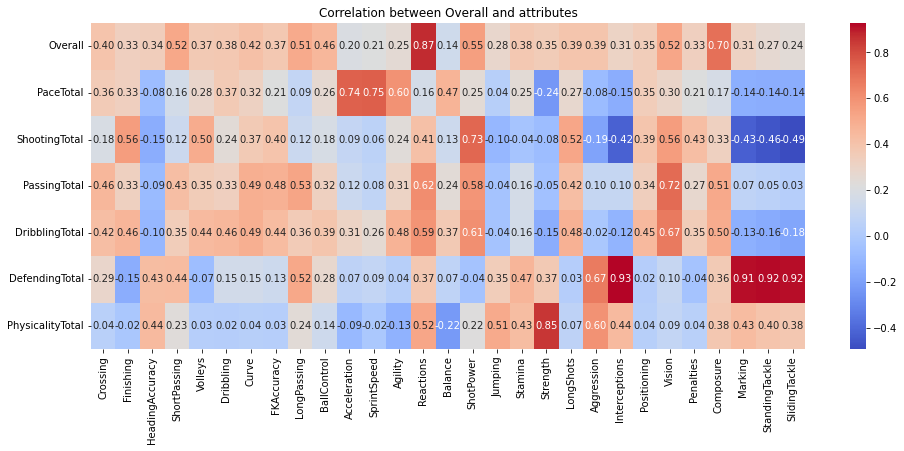 Correlation between Overall and attributes
Overall 0.40 0.33 0.34 0.52 0.37 0.38 0.42 0.37 0.51 0.46 0.20 0.21 0.25 0.87 0.14 0.55 0.28 0.38 0.35 0.39 0.39 0.31 0.35 0.52 0.33 0.70 0.31 0.27 0.24
PaceTotal 0.36 0.33 -0.08 0.16 0.28 0.37 0.32 0.21 0.09 0.26 0.74 0.75 0.60 0.16 0.47 0.25 0.04 0.25 -0.24 0.27 -0.08 -0.15 0.35 0.30 0.21 0.17 -0.14 -0.14 -0.14
ShootingTotal 0.18 0.56 -0.15 0.12 0.50 0.24 0.37 0.40 0.12 0.18 0.09 0.06 0.24 0.41 0.13 0.73 -0.10 -0.04 -0.08 0.52 -0.19 -0.42 0.39 0.56 0.43 0.33 -0.43 -0.46 -0.49
PassingTotal 0.46 0.33 -0.09 0.43 0.35 0.33 0.49 0.48 0.53 0.32 0.12 0.08 0.31 0.62 0.24 0.58 -0.04 0.16 -0.05 0.42 0.10 0.10 0.34 0.72 0.27 0.51 0.07 0.05 0.03
DribblingTotal 0.42 0.46 -0.10 0.35 0.44 0.46 0.49 0.44 0.36 0.39 0.31 0.26 0.48 0.59 0.37 0.61 -0.04 0.16 -0.15 0.48 -0.02 -0.12 0.45 0.67 0.35 0.50 -0.13 -0.16 -0.18
DefendingTotal 0.29 -0.15 0.43 0.44 -0.07 0.15 0.15 0.13 0.52 0.28 0.07 0.09 0.04 0.37 0.07 -0.04 0.35 0.47 0.37 0.03 0.67 0.93 0.02 0.10 -0.04 0.36 0.91 0.92 0.92
PhysicalityTotal 0.04 -0.02 0.44 0.23 0.03 0.02 0.04 0.03 0.24 0.14 -0.09 -0.02 -0.13 0.52 -0.22 0.22 0.51 0.43 0.85 0.07 0.60 0.44 0.04 0.09 0.04 0.38 0.43 0.40 0.38
Crossing
Finishing
HeadingAccuracy
ShortPassing
Volleys
Dribbling
Curve
FKAccuracy
LongPassing
BallControl
Acceleration
SprintSpeed
Agility
Reactions
Balance
ShotPower
Jumping
Stamina
Strength
LongShots
Aggression
Interceptions
Positioning
Vision
Penalties
Composure
Marking
StandingTackle
SlidingTackle
0.8
0.6
0.4
0.2
0.0
−0.2
−0.4